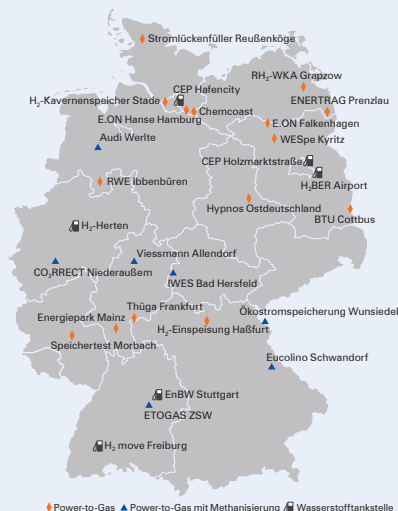 Stromlückenfüller Reußenköge
RH₂-WKA Grapzow
CEP Hafencity
H₂-Kavernenspeicher Stade
ENERTRAG Prenzlau
Chemcoast
E.ON Hanse Hamburg
E.ON Falkenhagen
Audi Werlte
WESpe Kyritz
CEP Holzmarktstraße
RWE Ibbenbüren
H₂BER Airport
Hypnos Ostdeutschland
BTU Cottbus
H₂-Herten
Viessmann Allendorf
CO₂RRECT Niederaußem
IWES Bad Hersfeld
Thüga Frankfurt
Ökostromspeicherung Wunsiedel
Energiepark Mainz
H₂-Einspeisung Haßfurt
Speichertest Morbach
Eucolino Schwandorf
EnBW Stuttgart
ETOGAS ZSW
H₂ move Freiburg
Power-to-Gas Power-to-Gas mit Methanisierung Wasserstofftankstelle